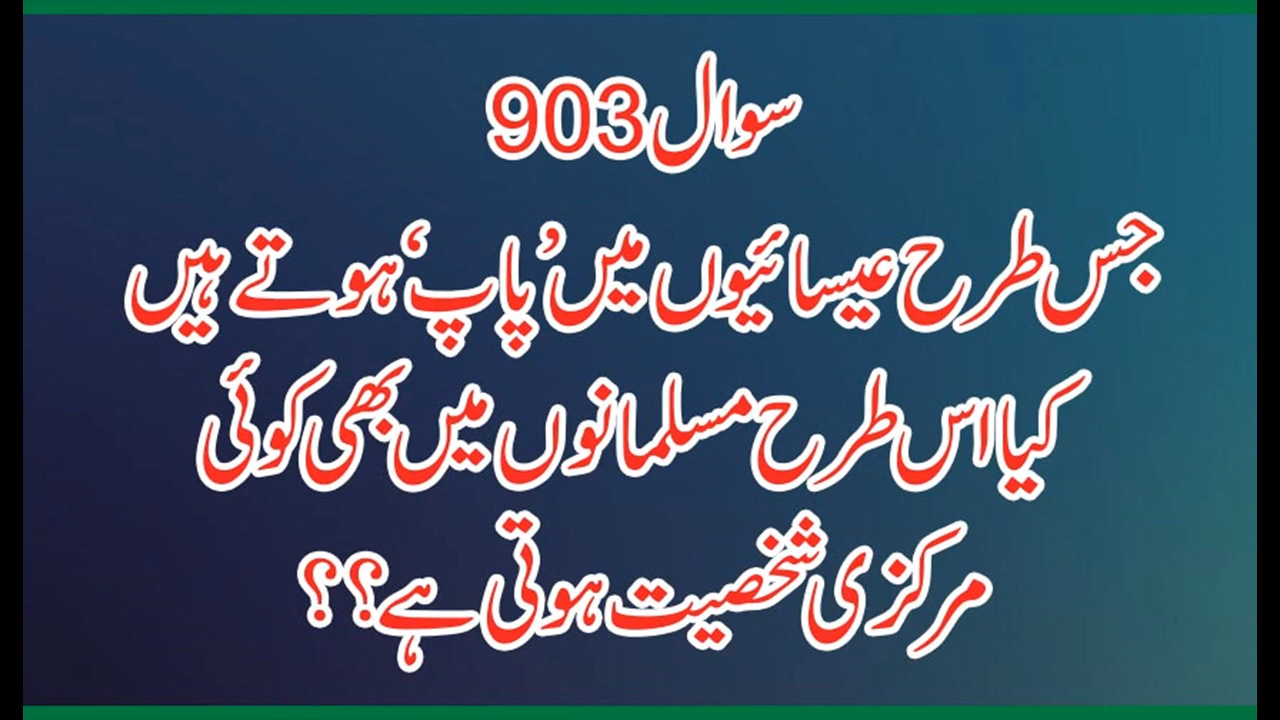 سوال 903
جس طرح عیسائیوں میں ’پاپ‘ ہوتے ہیں
کیا اس طرح مسلمانوں میں بھی کوئی
مرکزی شخصیت ہوتی ہے؟؟